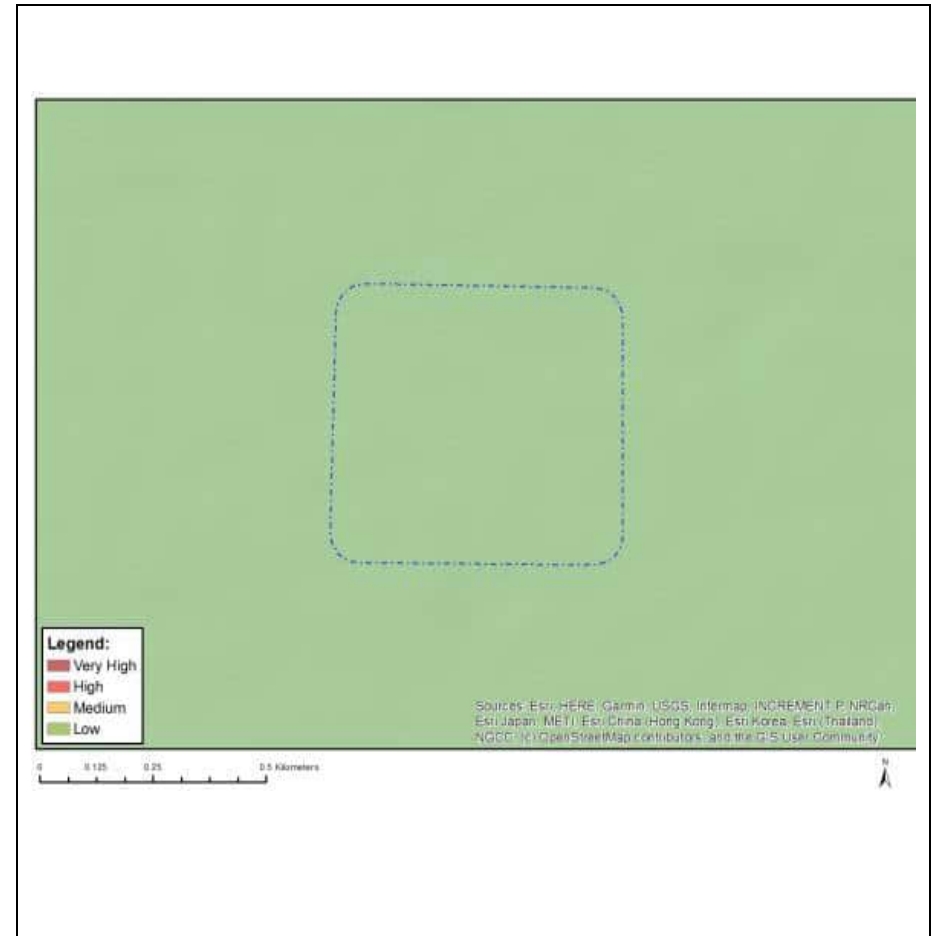 Legend:
Very High
High
Medium
Low
Sources: Esri, HERE, Garmin, USGS, Intermap, INCREMENT P, NRCan,
Esri Japan, METI, Esri China (Hong Kong), Esri Korea, Esri (Thailand),
NGCC, (c) OpenStreetMap contributors, and the GIS User Community
0 0.125 0.25 0.5 Kilometers
N